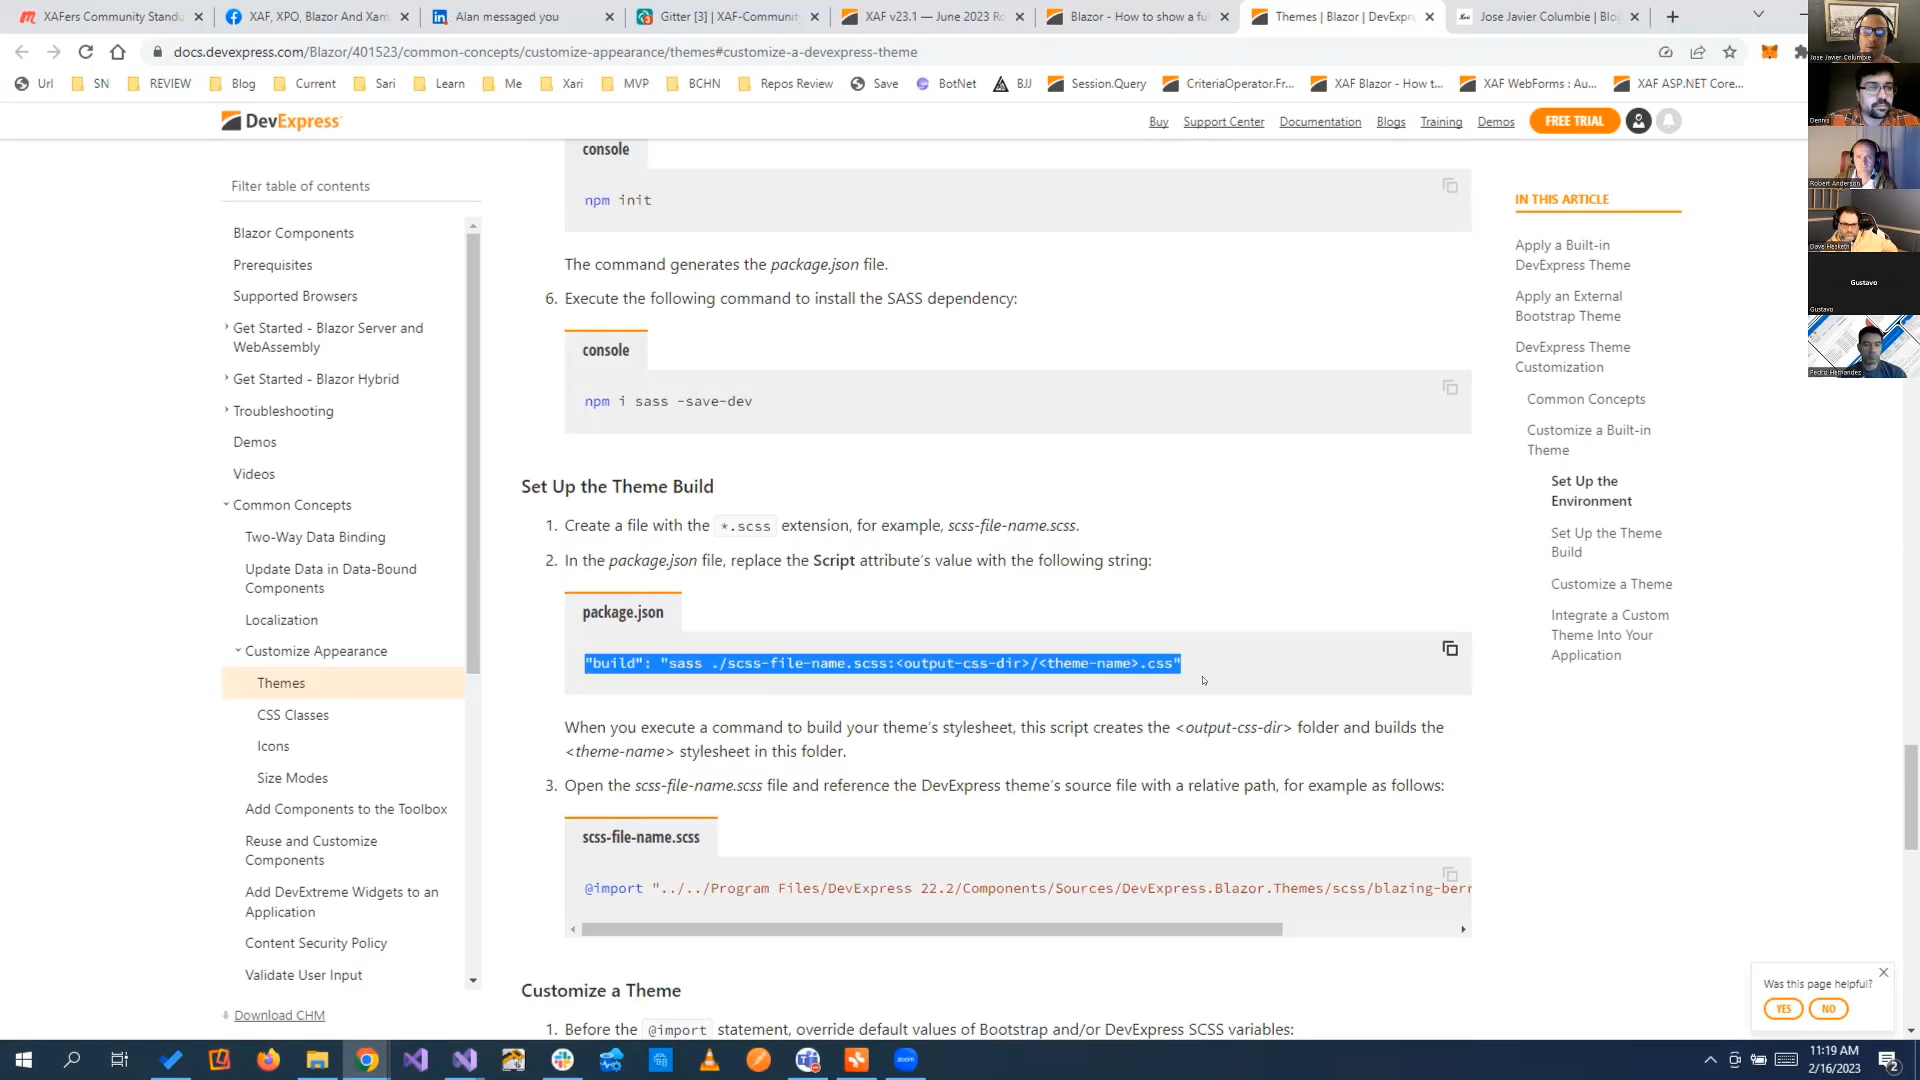 XAFers Community Standu
XAF, XPO, Blazor And Xam
Alan messaged you
Gitter [3] | XAF-Community
XAF v23.1 — June 2023 Ro
Blazor - How to show a fu
Themes | Blazor | DevExpre
Jose Javier Columbie | Blo
docs.devexpress.com/Blazor/401523/common-concepts/customize-appearance/themes#customize-a-devexpress-theme
Url
SN
REVIEW
Blog
Current
Sari
Learn
Me
Xari
MVP
BCHN
Repos Review
Save
BotNet
BJJ
Session.Query
CriteriaOperator.Fr...
XAF Blazor - How t...
XAF WebForms : Au...
XAF ASP.NET Core...
DevExpress
Buy
Support Center
Documentation
Blogs
Training
Demos
FREE TRIAL
Filter table of contents
Blazor Components
Prerequisites
Supported Browsers
Get Started - Blazor Server and
WebAssembly
Get Started - Blazor Hybrid
Troubleshooting
Demos
Videos
Common Concepts
Two-Way Data Binding
Update Data in Data-Bound
Components
Localization
Customize Appearance
Themes
CSS Classes
Icons
Size Modes
Add Components to the Toolbox
Reuse and Customize
Components
Add DevExtreme Widgets to an
Application
Content Security Policy
Validate User Input
Download CHM
console
npm init
The command generates the package.json file.
6. Execute the following command to install the SASS dependency:
console
npm i sass -save-dev
Set Up the Theme Build
1. Create a file with the *.scss extension, for example, scss-file-name.scss.
2. In the package.json file, replace the Script attribute's value with the following string:
package.json
"build": "sass ./scss-file-name.scss:<output-css-dir>/<theme-name>.css"
When you execute a command to build your theme's stylesheet, this script creates the <output-css-dir> folder and builds the
<theme-name> stylesheet in this folder.
3. Open the scss-file-name.scss file and reference the DevExpress theme's source file with a relative path, for example as follows:
scss-file-name.scss
@import "../../Program Files/DevExpress 22.2/Components/Sources/DevExpress.Blazor.Themes/scss/blazing-berr
Customize a Theme
1. Before the @import statement, override default values of Bootstrap and/or DevExpress SCSS variables:
IN THIS ARTICLE
Apply a Built-in
DevExpress Theme
Apply an External
Bootstrap Theme
DevExpress Theme
Customization
Common Concepts
Customize a Built-in
Theme
Set Up the
Environment
Set Up the Theme
Build
Customize a Theme
Integrate a Custom
Theme Into Your
Application
Was this page helpful?
YES
NO
Jose Javier Columbie
Dennis
Robert Anderson
Dave Hesketh
Gustavo
Gustavo
Pedro Hernandez
zoom
11:19 AM
2/16/2023
2